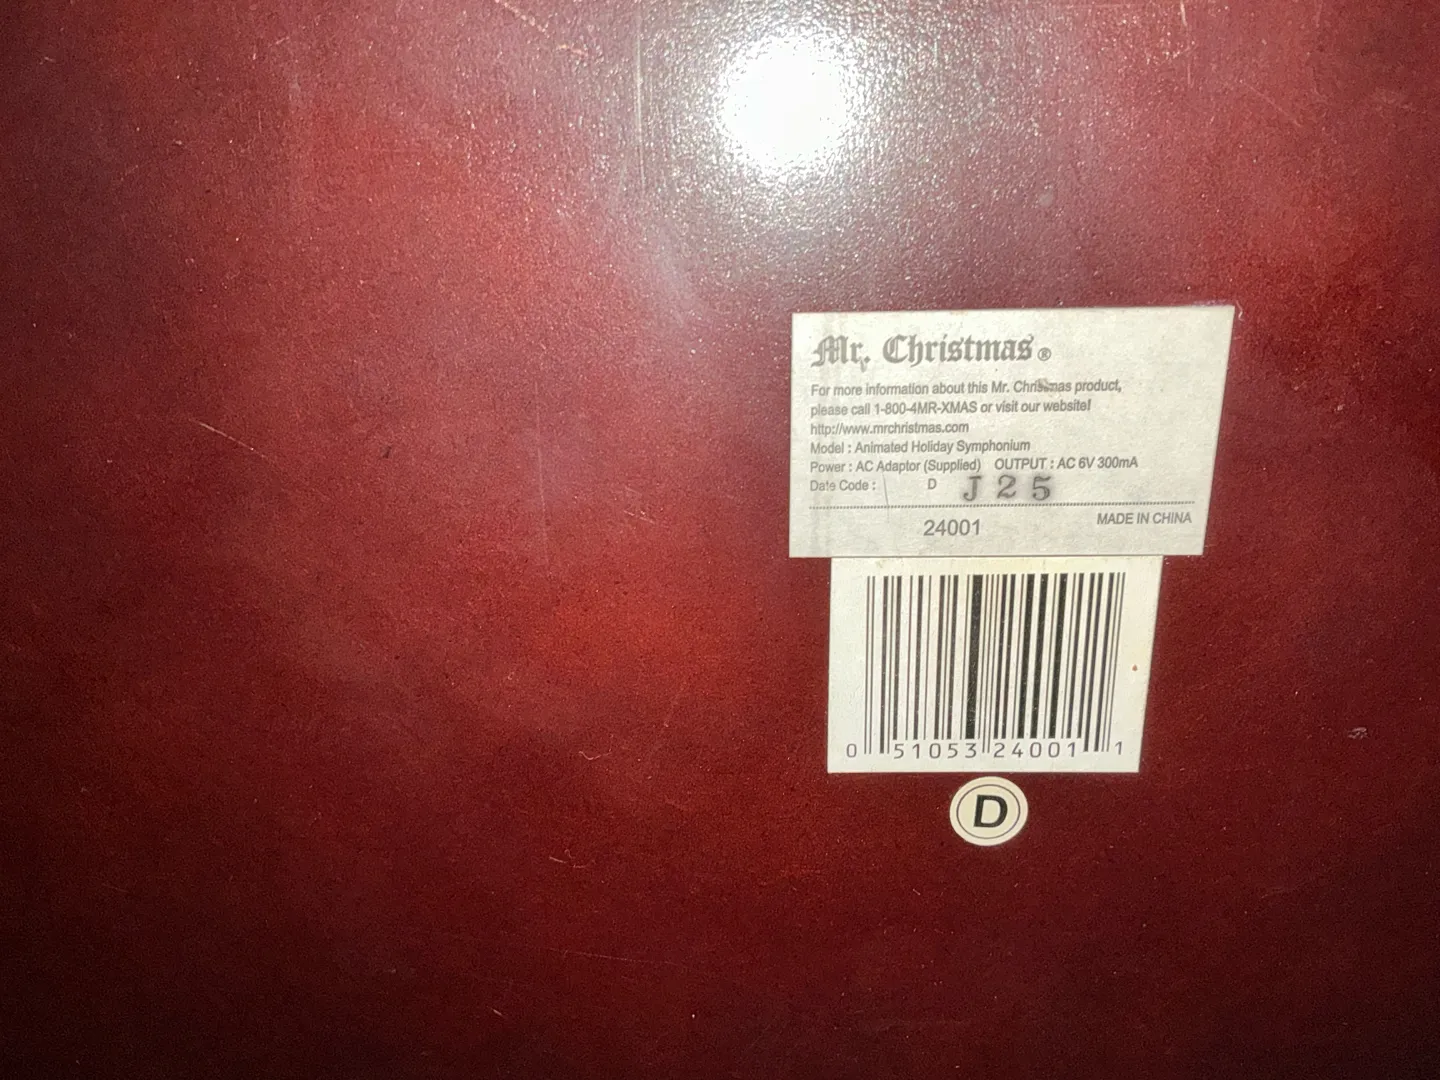 Mr. Christmas®
For more information about this Mr. Christmas product,
please call 1-800-4MR-XMAS or visit our website!
http://www.mrchristmas.com
Model : Animated Holiday Symphonium
Power : AC Adaptor (Supplied) OUTPUT : AC 6V 300mA
Date Code : D J 2 5
24001 MADE IN CHINA
0 51053 24001 1
D